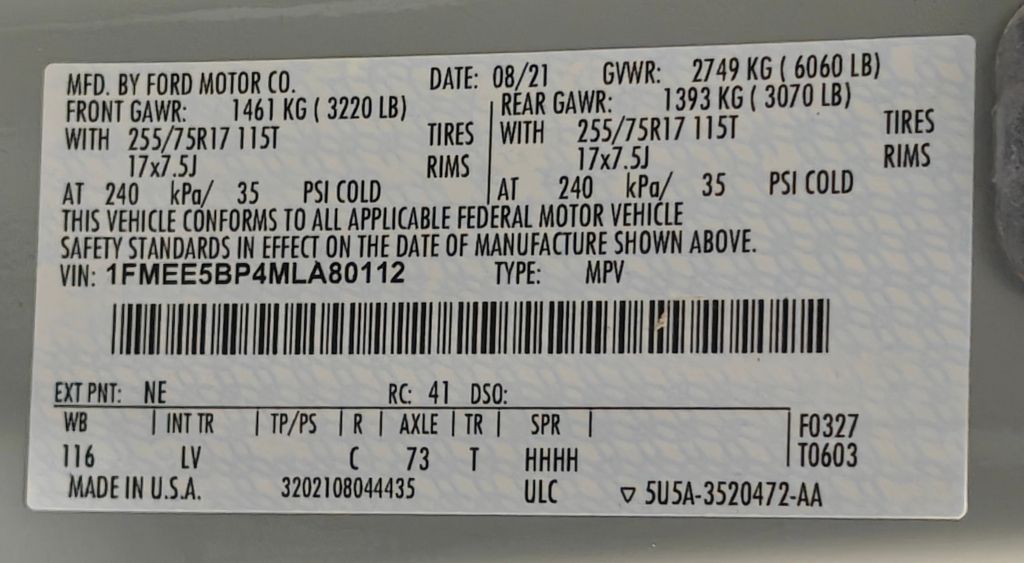 MFD. BY FORD MOTOR CO. DATE: 08/21 GVWR: 2749 KG ( 6060 LB)
FRONT GAWR: 1461 KG ( 3220 LB) REAR GAWR: 1393 KG ( 3070 LB)
WITH 255/75R17 115T TIRES WITH 255/75R17 115T TIRES
17x7.5J RIMS 17x7.5J RIMS
AT 240 kPa/ 35 PSI COLD AT 240 kPa/ 35 PSI COLD
THIS VEHICLE CONFORMS TO ALL APPLICABLE FEDERAL MOTOR VEHICLE
SAFETY STANDARDS IN EFFECT ON THE DATE OF MANUFACTURE SHOWN ABOVE.
VIN: 1FMEE5BP4MLA80112 TYPE: MPV
EXT PNT: NE RC: 41 DSO:
WB | INT TR | TP/PS | R | AXLE | TR | SPR | F0327
116 LV C 73 T HHHH T0603
MADE IN U.S.A. 3202108044435 ULC ▽ 5U5A-3520472-AA